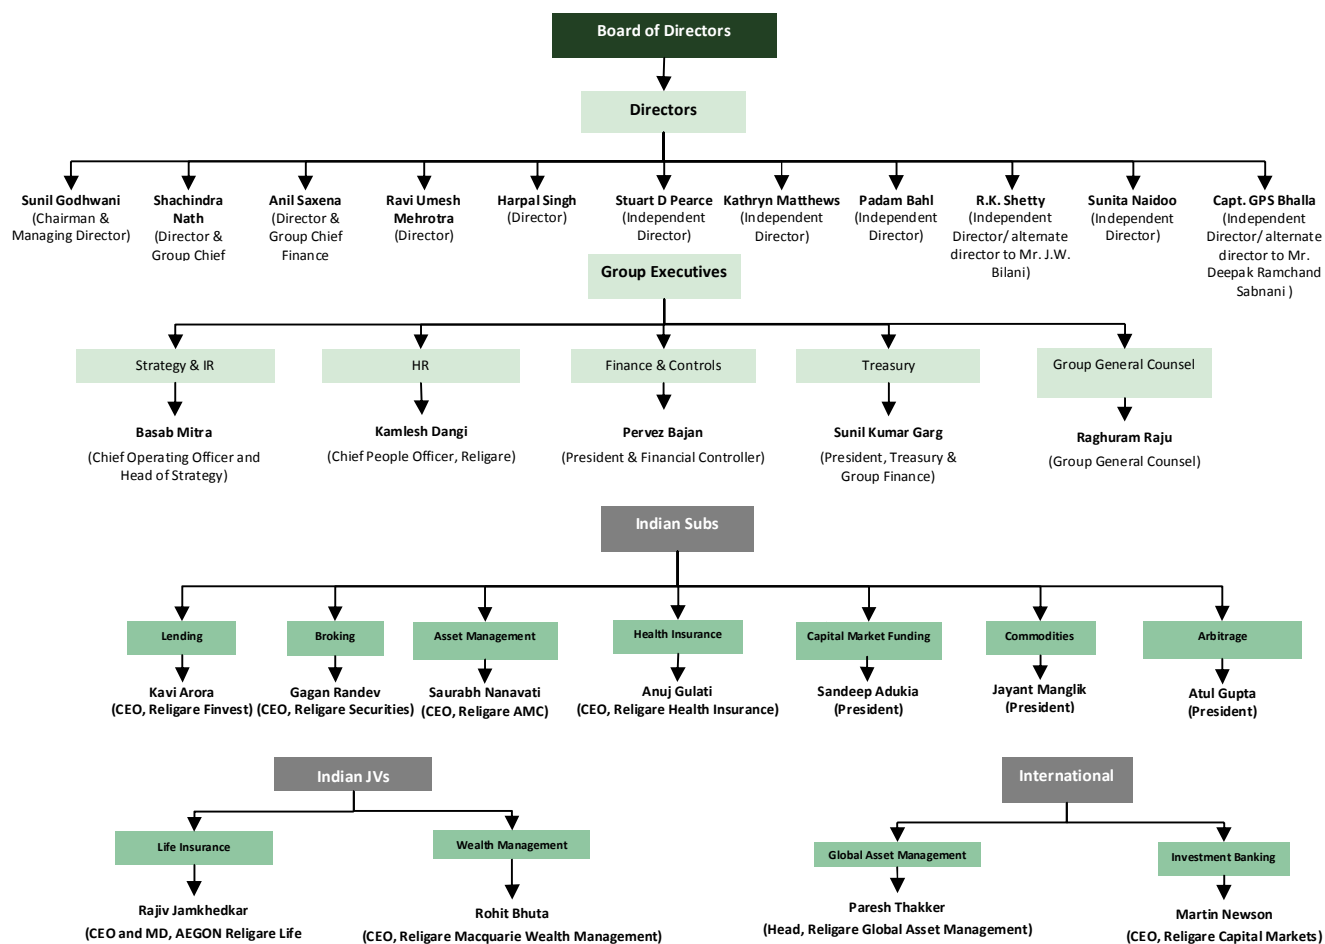 Board of Directors
Directors
Sunil Godhwani
(Chairman &
Managing Director)
Shachindra
Nath
(Director &
Group Chief
Anil Saxena
(Director &
Group Chief
Finance
Ravi Umesh
Mehrotra
(Director)
Harpal Singh
(Director)
Stuart D Pearce
(Independent
Director)
Kathryn Matthews
(Independent
Director)
Padam Bahl
(Independent
Director)
R.K. Shetty
(Independent
Director/ alternate
director to Mr. J.W.
Bilani)
Sunita Naidoo
(Independent
Director)
Capt. GPS Bhalla
(Independent
Director/ alternate
director to Mr.
Deepak Ramchand
Sabnani )
Group Executives
Strategy & IR
HR
Finance & Controls
Treasury
Group General Counsel
Basab Mitra
(Chief Operating Officer and
Head of Strategy)
Kamlesh Dangi
(Chief People Officer, Religare)
Pervez Bajan
(President & Financial Controller)
Sunil Kumar Garg
(President, Treasury &
Group Finance)
Raghuram Raju
(Group General Counsel)
Indian Subs
Lending
Broking
Asset Management
Health Insurance
Capital Market Funding
Commodities
Arbitrage
Kavi Arora
(CEO, Religare Finvest)
Gagan Randev
(CEO, Religare Securities)
Saurabh Nanavati
(CEO, Religare AMC)
Anuj Gulati
(CEO, Religare Health Insurance)
Sandeep Adukia
(President)
Jayant Manglik
(President)
Atul Gupta
(President)
Indian JVs
International
Life Insurance
Wealth Management
Global Asset Management
Investment Banking
Rajiv Jamkhedkar
(CEO and MD, AEGON Religare Life
Rohit Bhuta
(CEO, Religare Macquarie Wealth Management)
Paresh Thakker
(Head, Religare Global Asset Management)
Martin Newson
(CEO, Religare Capital Markets)